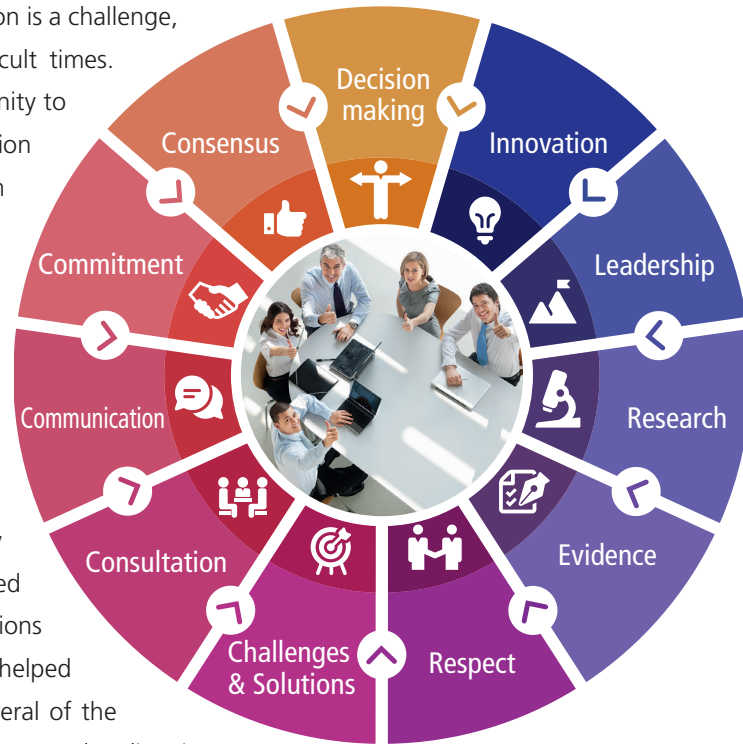 on is a challenge,
cult times.
nity to
ion
Decision
making
Innovation
Leadership
Research
Evidence
Respect
Challenges
& Solutions
Consultation
Communication
Commitment
Consensus
ed
ions
helped
eral of the